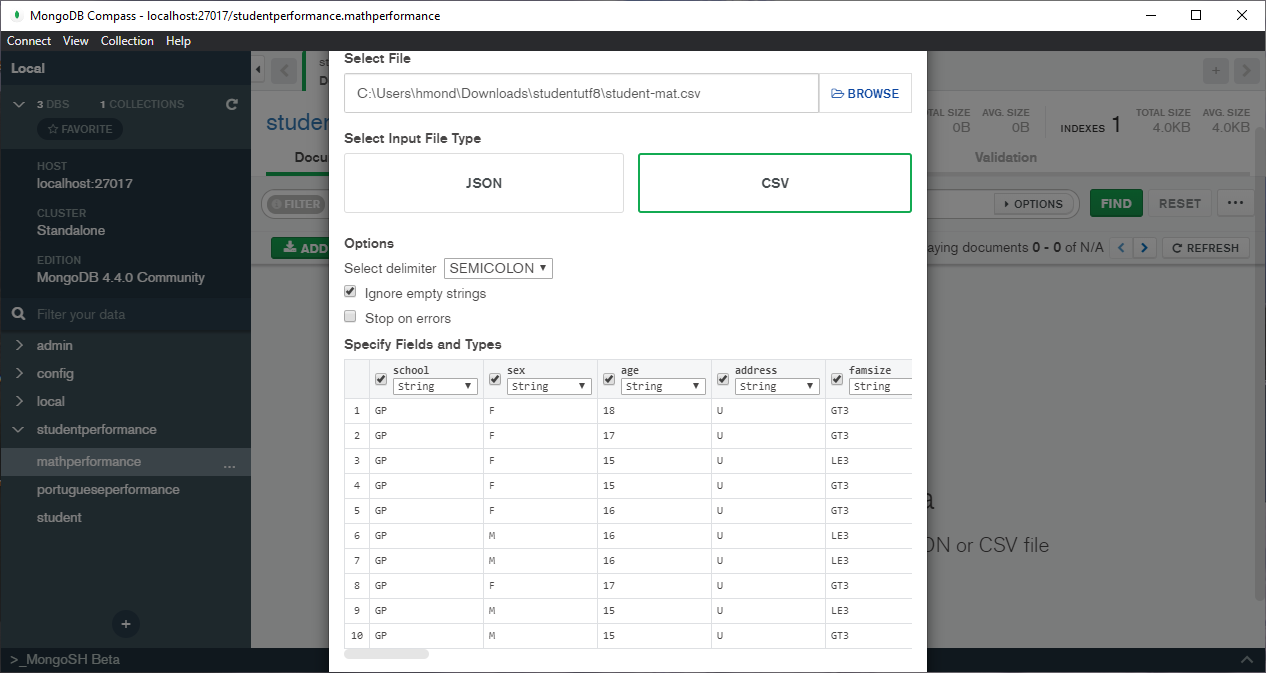 MongoDB Compass - localhost:27017/studentperformance.mathperformance
Connect View Collection Help
Local
3 DBS 1 COLLECTIONS
FAVORITE
HOST
localhost:27017
CLUSTER
Standalone
EDITION
MongoDB 4.4.0 Community
Filter your data
admin
config
local
studentperformance
mathperformance ...
portugueseperformance
student
>_MongoSH Beta
Select File
C:\Users\hmond\Downloads\studentutf8\student-mat.csv BROWSE
Select Input File Type
JSON CSV
Options
Select delimiter SEMICOLON
Ignore empty strings
Stop on errors
Specify Fields and Types
school sex age address famsize
String String String String String
1 GP F 18 U GT3
2 GP F 17 U GT3
3 GP F 15 U LE3
4 GP F 15 U GT3
5 GP F 16 U GT3
6 GP M 16 U LE3
7 GP M 16 U LE3
8 GP F 17 U GT3
9 GP M 15 U LE3
10 GP M 15 U GT3
st
D
studer
Docu
FILTER
ADD
TAL SIZE AVG. SIZE TOTAL SIZE AVG. SIZE
0B 0B INDEXES 1 4.0KB 4.0KB
Validation
OPTIONS FIND RESET ...
aying documents 0 - 0 of N/A REFRESH
a
ON or CSV file